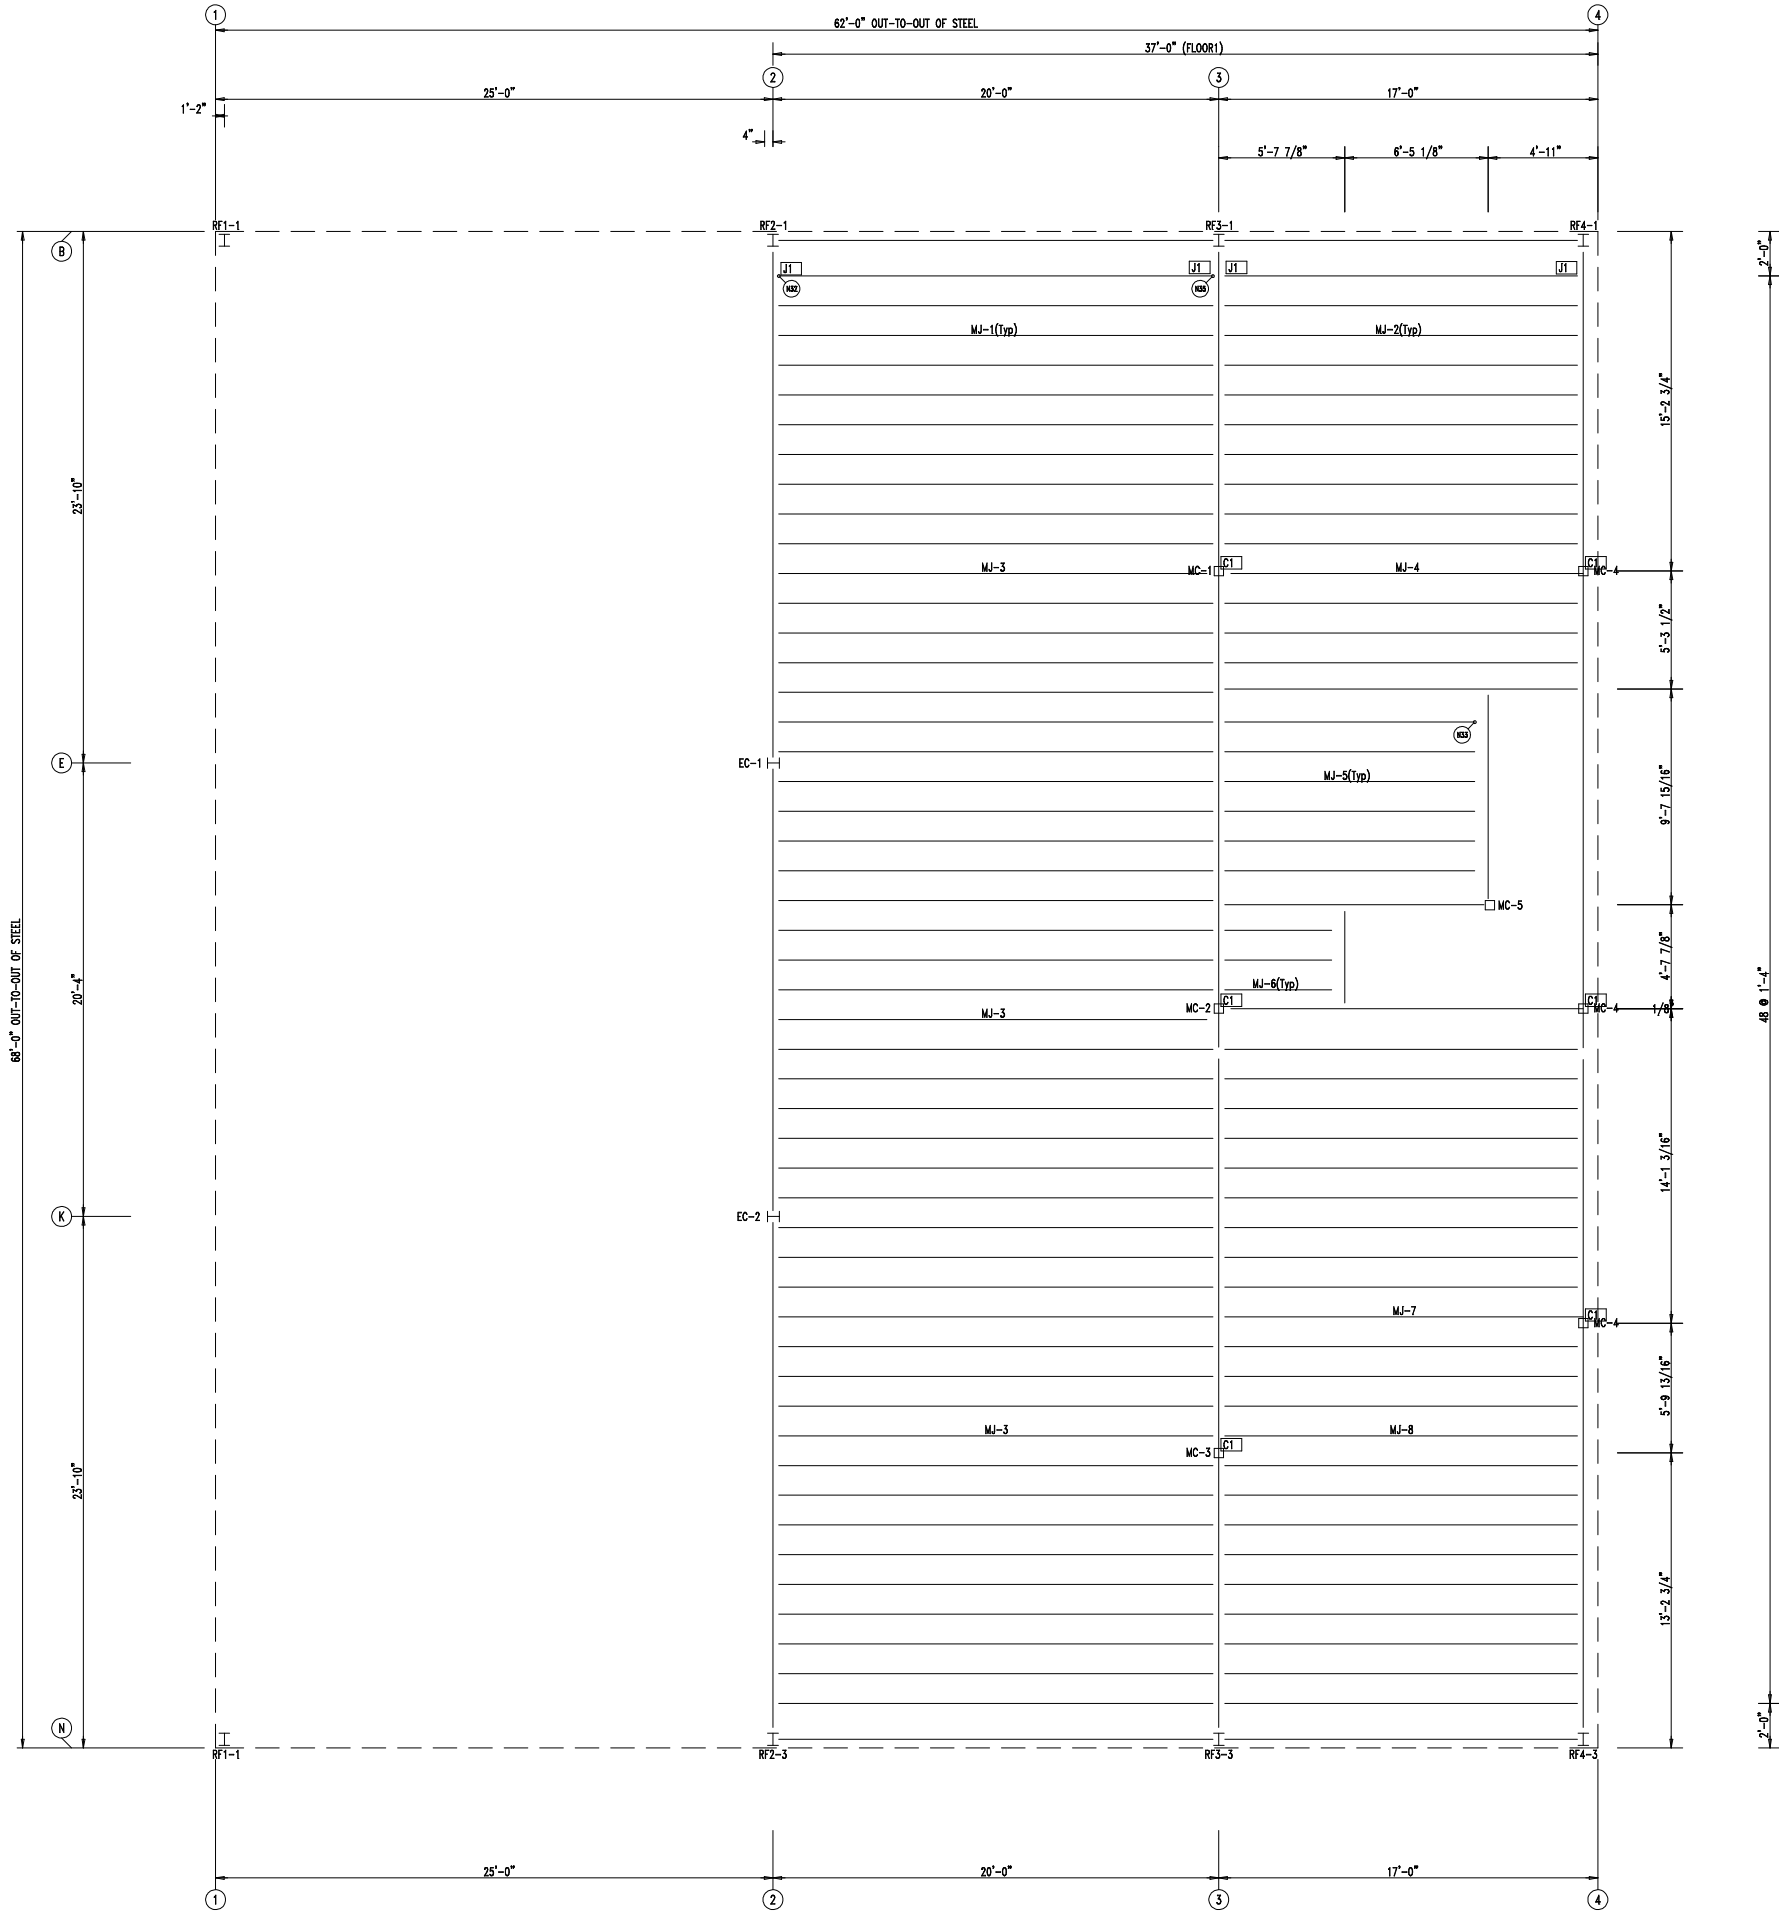 1
4
62'-0" OUT-TO-OUT OF STEEL
37'-0" (FLOOR1)
2
3
25'-0"
20'-0"
17'-0"
1'-2"
4"
5'-7 7/8"
6'-5 1/8"
4'-11"
RF1-1
RF2-1
RF3-1
RF4-1
B
2'-0"
J1
J1
J1
J1
N32
N35
MJ-1(Typ)
MJ-2(Typ)
15'-2 3/4"
23'-10"
MJ-3
MC-1
C1
MJ-4
C1
MC-4
5'-3 1/2"
N33
E
EC-1
MJ-5(Typ)
9'-7 15/16"
MC-5
68'-0" OUT-TO-OUT OF STEEL
20'-4"
4'-7 7/8"
48 @ 1'-4"
MJ-6(Typ)
MJ-3
MC-2
C1
C1
MC-4
1/8"
14'-1 3/16"
K
EC-2
MJ-7
C1
MC-4
5'-9 13/16"
MJ-3
MJ-8
MC-3
C1
23'-10"
13'-2 3/4"
N
2'-0"
RF1-1
RF2-3
RF3-3
RF4-3
25'-0"
20'-0"
17'-0"
1
2
3
4